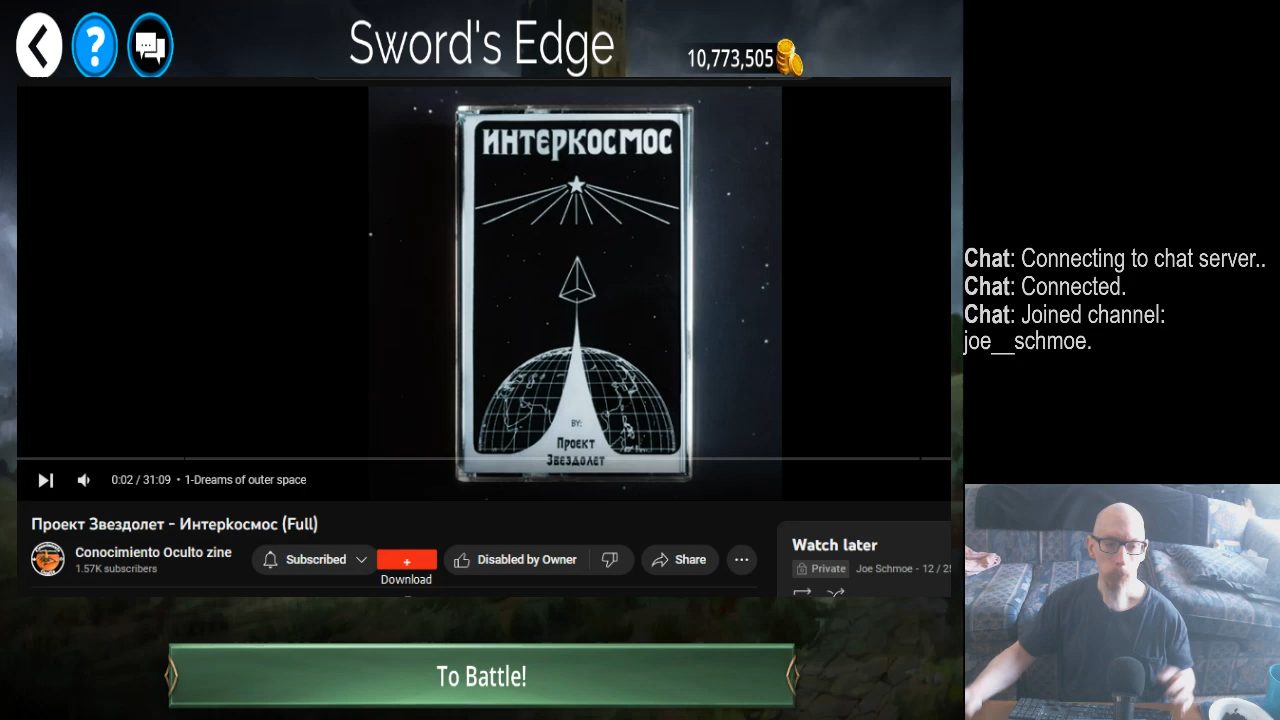 Sword's Edge
10,773,505
ИНТЕРКОСМОС
BY:
Проект
Звездолет
0:02 / 31:09 • 1-Dreams of outer space
Проект Звездолет - Интеркосмос (Full)
Conocimiento Oculto zine
1.57K subscribers
Subscribed
Download
Disabled by Owner
Share
Watch later
Private
Joe Schmoe - 12 / 25
Chat: Connecting to chat server..
Chat: Connected.
Chat: Joined channel:
joe__schmoe.
To Battle!